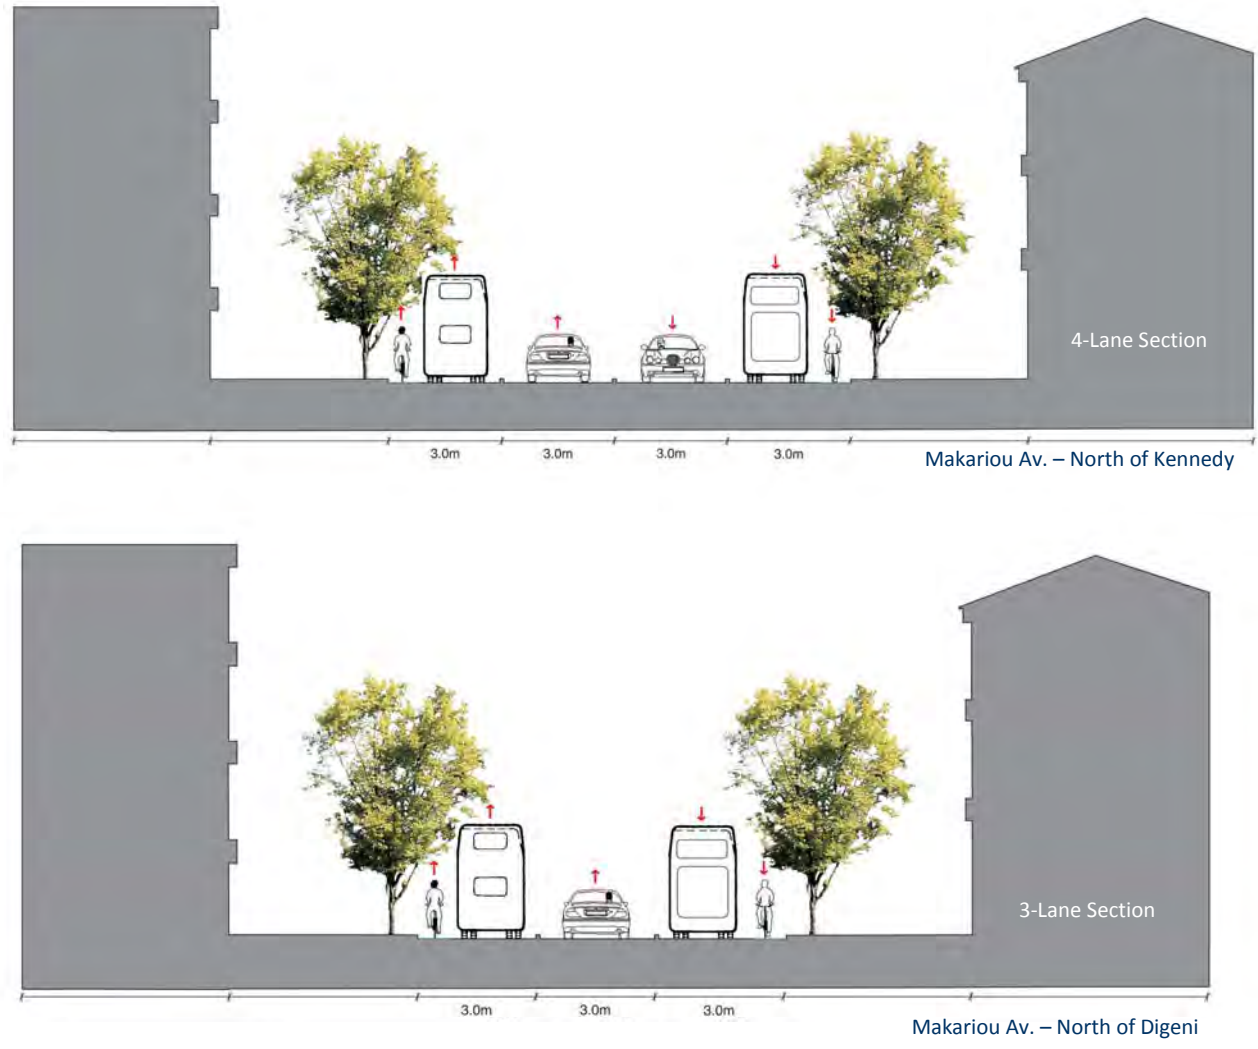 4-Lane Section
3.0m 3.0m 3.0m 3.0m
Makariou Av. – North of Kennedy
3-Lane Section
3.0m 3.0m 3.0m
Makariou Av. – North of Digeni